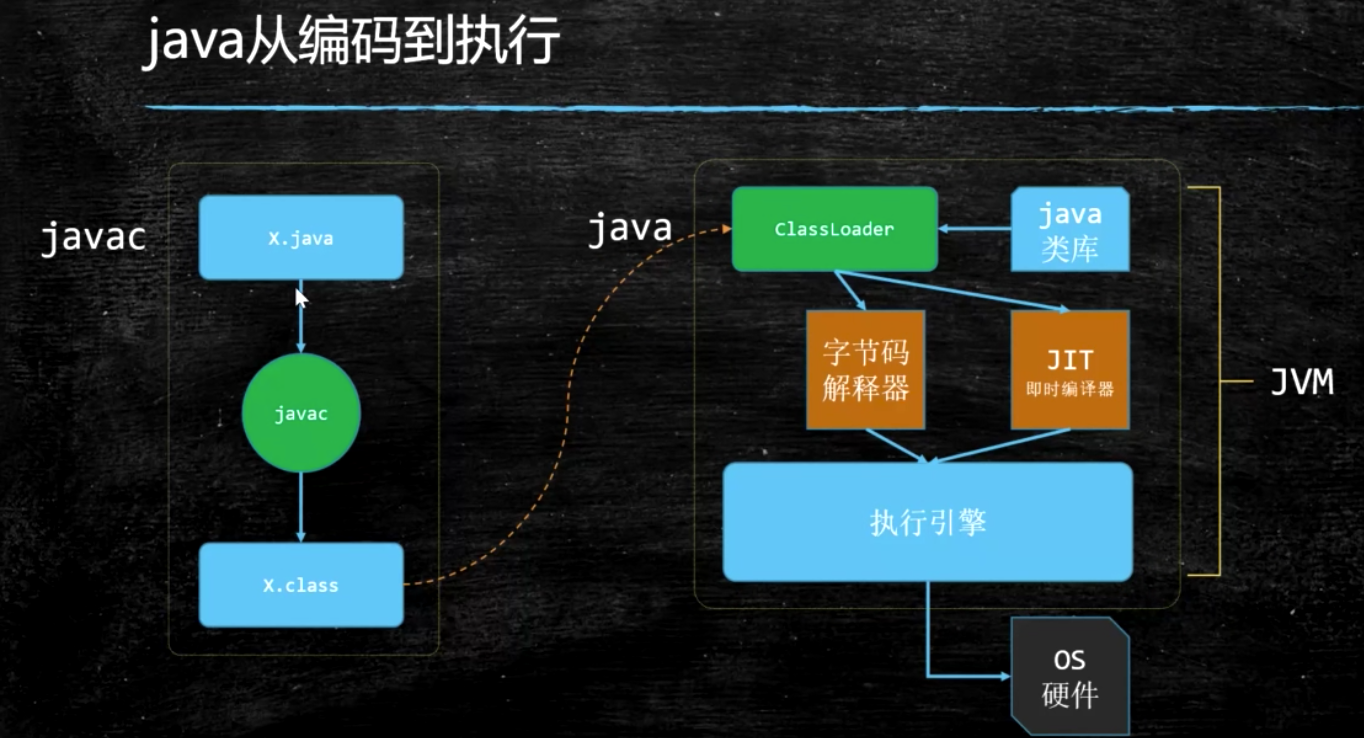 java从编码到执行
javac
X.java
javac
X.class
java
ClassLoader
java
类库
字节码
解释器
JIT
即时编译器
执行引擎
JVM
OS
硬件